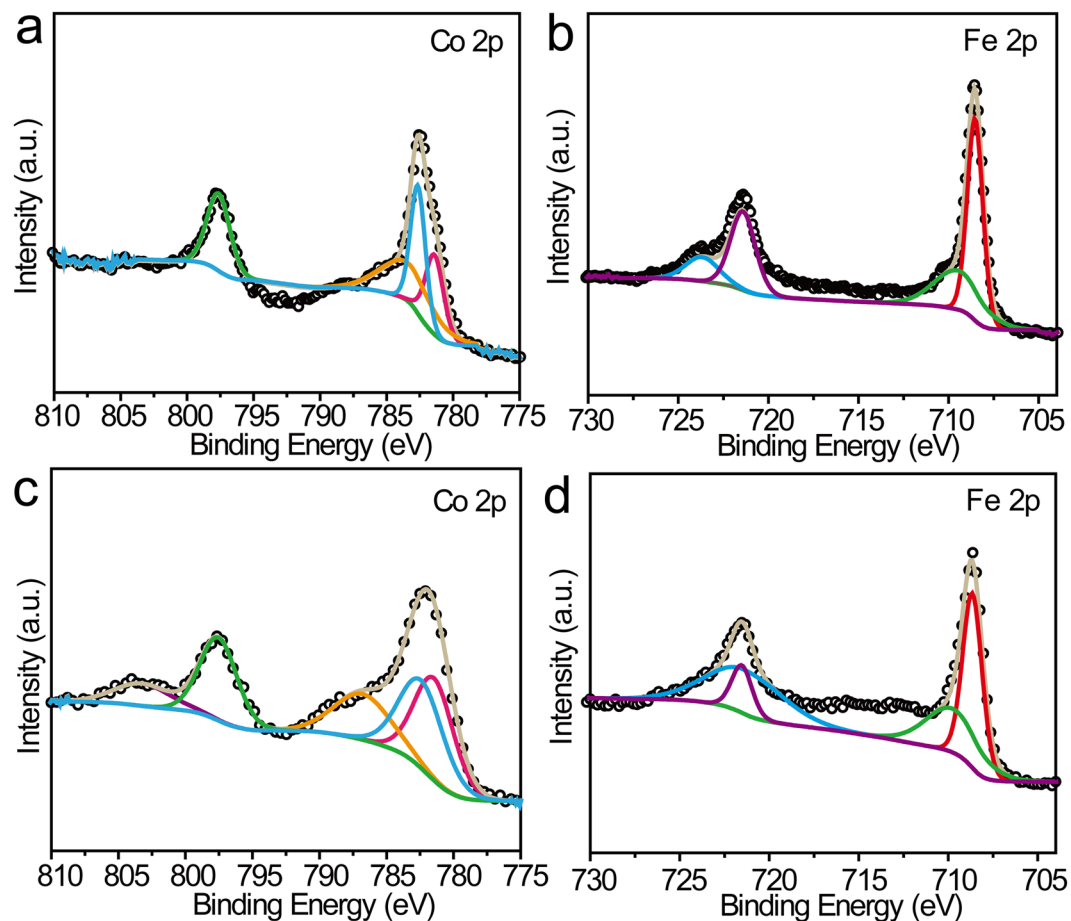 a
Co 2p
Intensity (a.u.)
810 805 800 795 790 785 780 775
Binding Energy (eV)
b
Fe 2p
Intensity (a.u.)
730 725 720 715 710 705
Binding Energy (eV)
c
Co 2p
Intensity (a.u.)
810 805 800 795 790 785 780 775
Binding Energy (eV)
d
Fe 2p
Intensity (a.u.)
730 725 720 715 710 705
Binding Energy (eV)